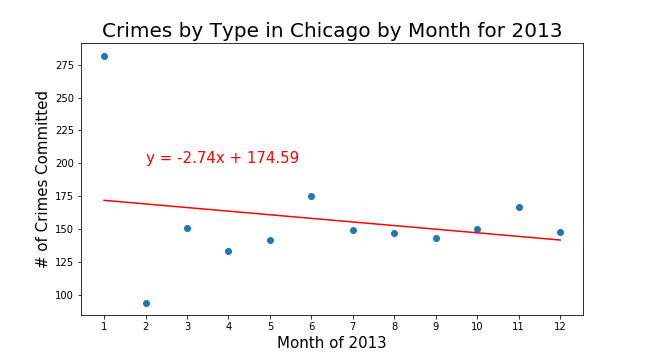 Crimes by Type in Chicago by Month for 2013
# of Crimes Committed
275
250
225
200
175
150
125
100
y = -2.74x + 174.59
1 2 3 4 5 6 7 8 9 10 11 12
Month of 2013